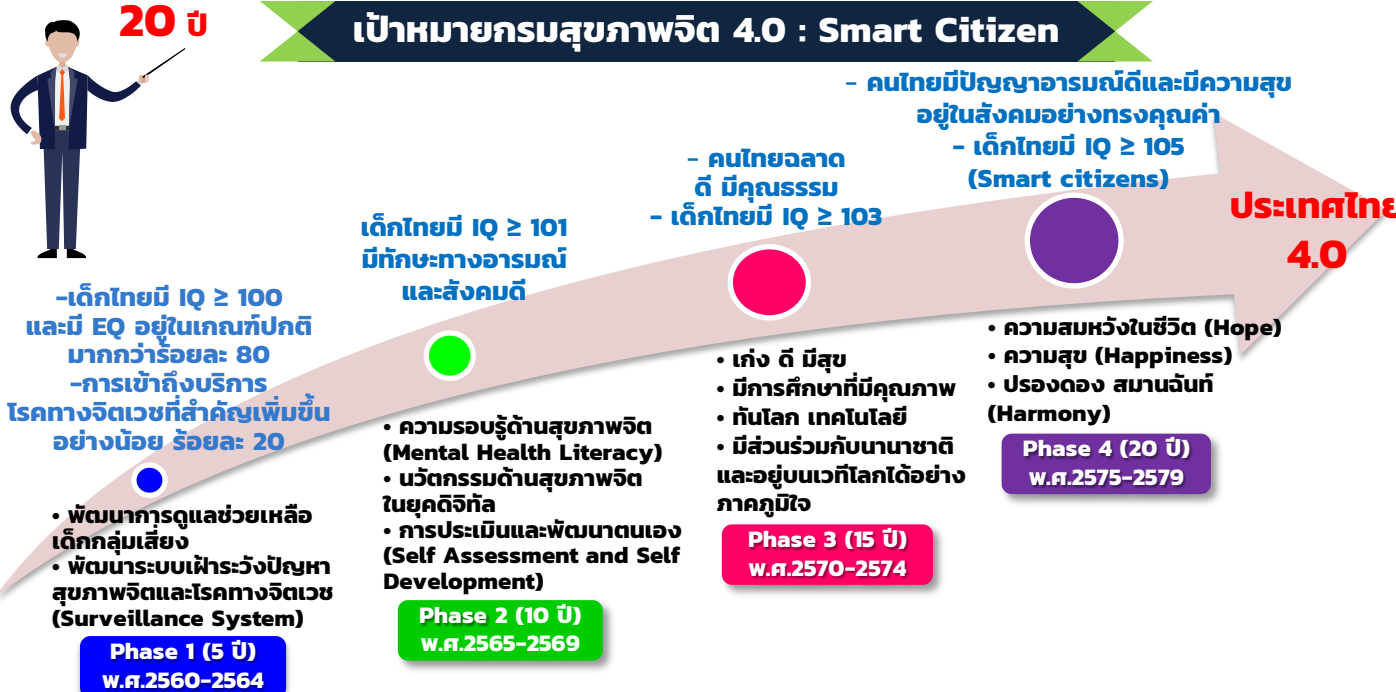 20 ปี
เป้าหมายกรมสุขภาพจิต 4.0 : Smart Citizen
-เด็กไทยมี IQ ≥ 100
และมี EQ อยู่ในเกณฑ์ปกติ
มากกว่าร้อยละ 80
-การเข้าถึงบริการ
โรคทางจิตเวชที่สำคัญเพิ่มขึ้น
อย่างน้อย ร้อยละ 20
• พัฒนาการดูแลช่วยเหลือ
เด็กกลุ่มเสี่ยง
• พัฒนาระบบเฝ้าระวังปัญหา
สุขภาพจิตและโรคทางจิตเวช
(Surveillance System)
Phase 1 (5 ปี)
พ.ศ.2560-2564
เด็กไทยมี IQ ≥ 101
มีทักษะทางอารมณ์
และสังคมดี
• ความรอบรู้ด้านสุขภาพจิต
(Mental Health Literacy)
• นวัตกรรมด้านสุขภาพจิต
ในยุคดิจิทัล
• การประเมินและพัฒนาตนเอง
(Self Assessment and Self
Development)
Phase 2 (10 ปี)
พ.ศ.2565-2569
- คนไทยฉลาด
ดี มีคุณธรรม
- เด็กไทยมี IQ ≥ 103
• เก่ง ดี มีสุข
• มีการศึกษาที่มีคุณภาพ
• ทันโลก เทคโนโลยี
• มีส่วนร่วมกับนานาชาติ
และอยู่บนเวทีโลกได้อย่าง
ภาคภูมิใจ
Phase 3 (15 ปี)
พ.ศ.2570-2574
- คนไทยมีปัญญาอารมณ์ดีและมีความสุข
อยู่ในสังคมอย่างทรงคุณค่า
- เด็กไทยมี IQ ≥ 105
(Smart citizens)
• ความสมหวังในชีวิต (Hope)
• ความสุข (Happiness)
• ปรองดอง สมานฉันท์
(Harmony)
Phase 4 (20 ปี)
พ.ศ.2575-2579
ประเทศไทย
4.0